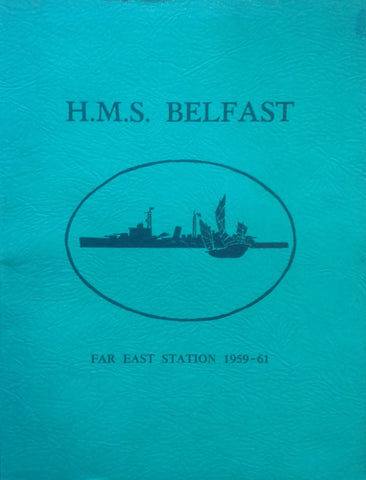 H.M.S. BELFAST
FAR EAST STATION 1959-61